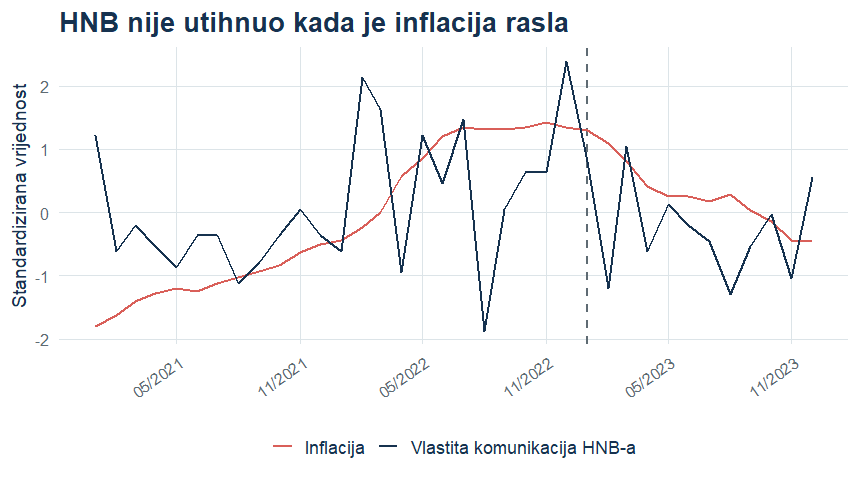 HNB nije utihnuo kada je inflacija rasla
Standardizirana vrijednost
2
1
0
-1
-2
05/2021
11/2021
05/2022
11/2022
05/2023
11/2023
Inflacija
Vlastita komunikacija HNB-a